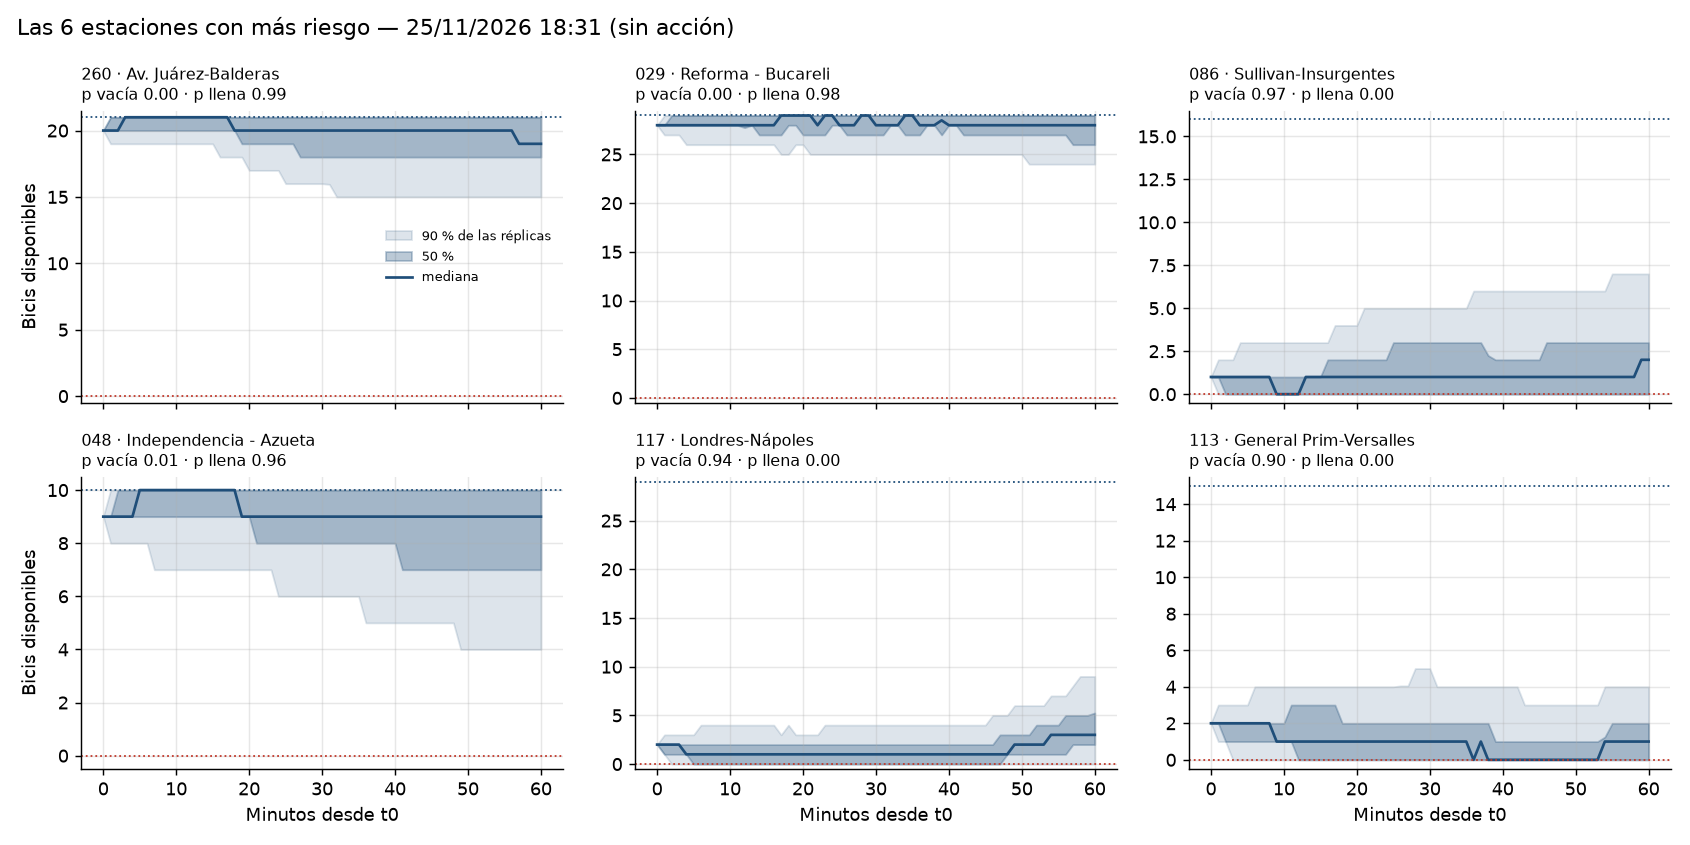 Las 6 estaciones con más riesgo — 25/11/2026 18:31 (sin acción)
260 · Av. Juárez-Balderas
p vacía 0.00 · p llena 0.99
20
15
10
5
0
Bicis disponibles
90 % de las réplicas
50 %
mediana
029 · Reforma - Bucareli
p vacía 0.00 · p llena 0.98
25
20
15
10
5
0
086 · Sullivan-Insurgentes
p vacía 0.97 · p llena 0.00
15.0
12.5
10.0
7.5
5.0
2.5
0.0
048 · Independencia - Azueta
p vacía 0.01 · p llena 0.96
10
8
6
4
2
0
Bicis disponibles
0 10 20 30 40 50 60
Minutos desde t0
117 · Londres-Nápoles
p vacía 0.94 · p llena 0.00
25
20
15
10
5
0
0 10 20 30 40 50 60
Minutos desde t0
113 · General Prim-Versalles
p vacía 0.90 · p llena 0.00
14
12
10
8
6
4
2
0
0 10 20 30 40 50 60
Minutos desde t0